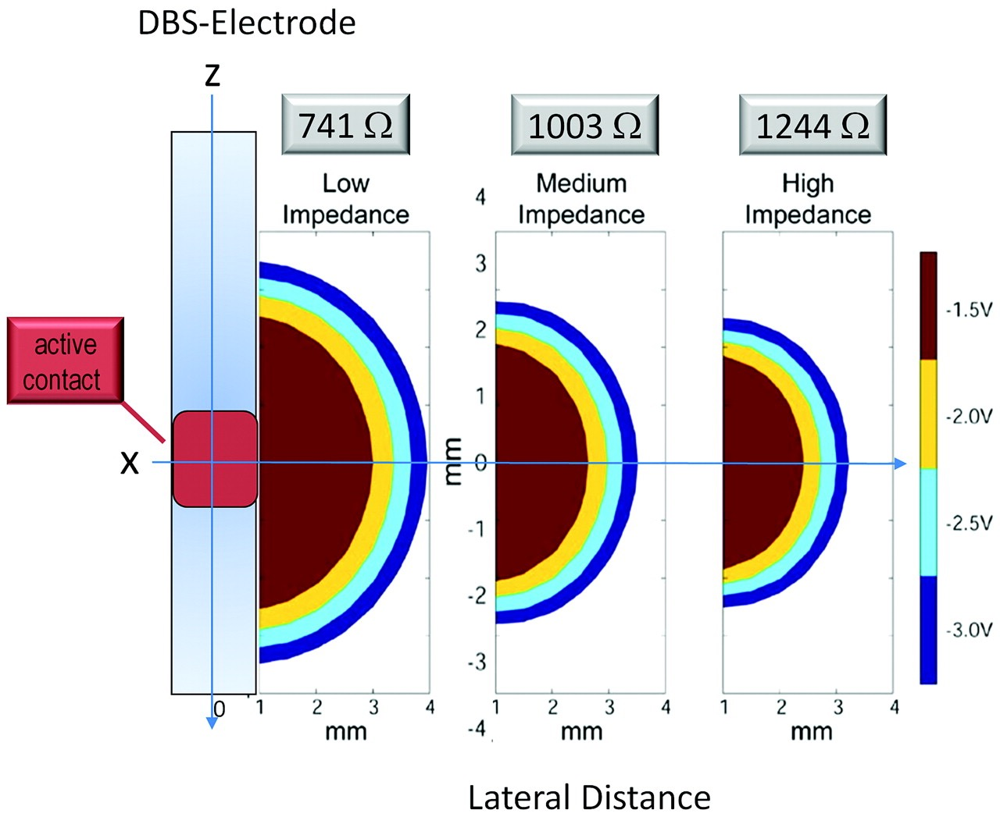 DBS-Electrode
Z
741 Ω
1003 Ω
1244 Ω
Low
Impedance
Medium
Impedance
High
Impedance
4
3
2
1
0
-1
-2
-3
-4
mm
active
contact
X
-1.5V
-2.0V
-2.5V
-3.0V
0
1 2 3 4
mm
1 2 3 4
mm
1 2 3 4
mm
Lateral Distance